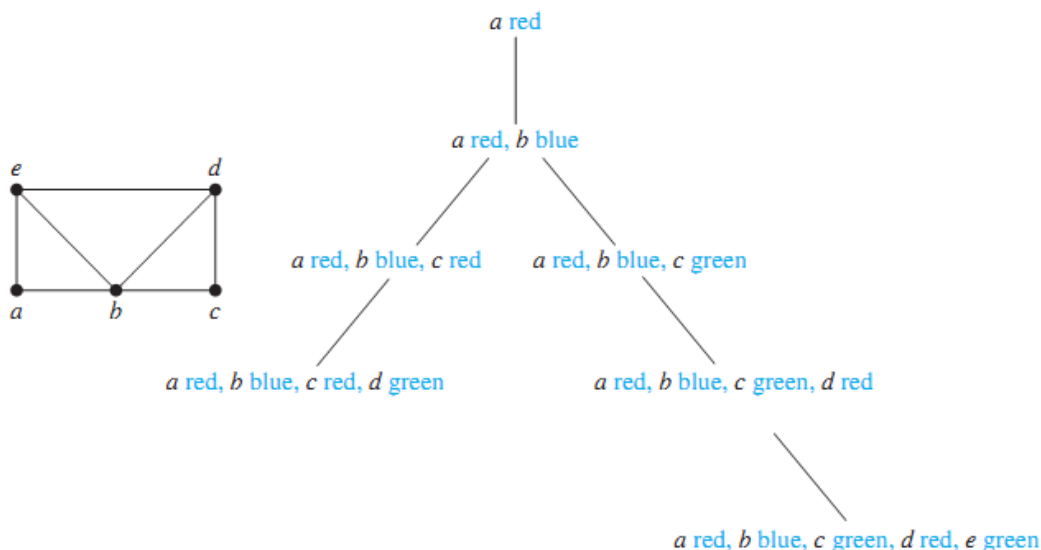 a red
a red, b blue
e
d
a red, b blue, c red
a red, b blue, c green
a
b
c
a red, b blue, c red, d green
a red, b blue, c green, d red
a red, b blue, c green, d red, e green